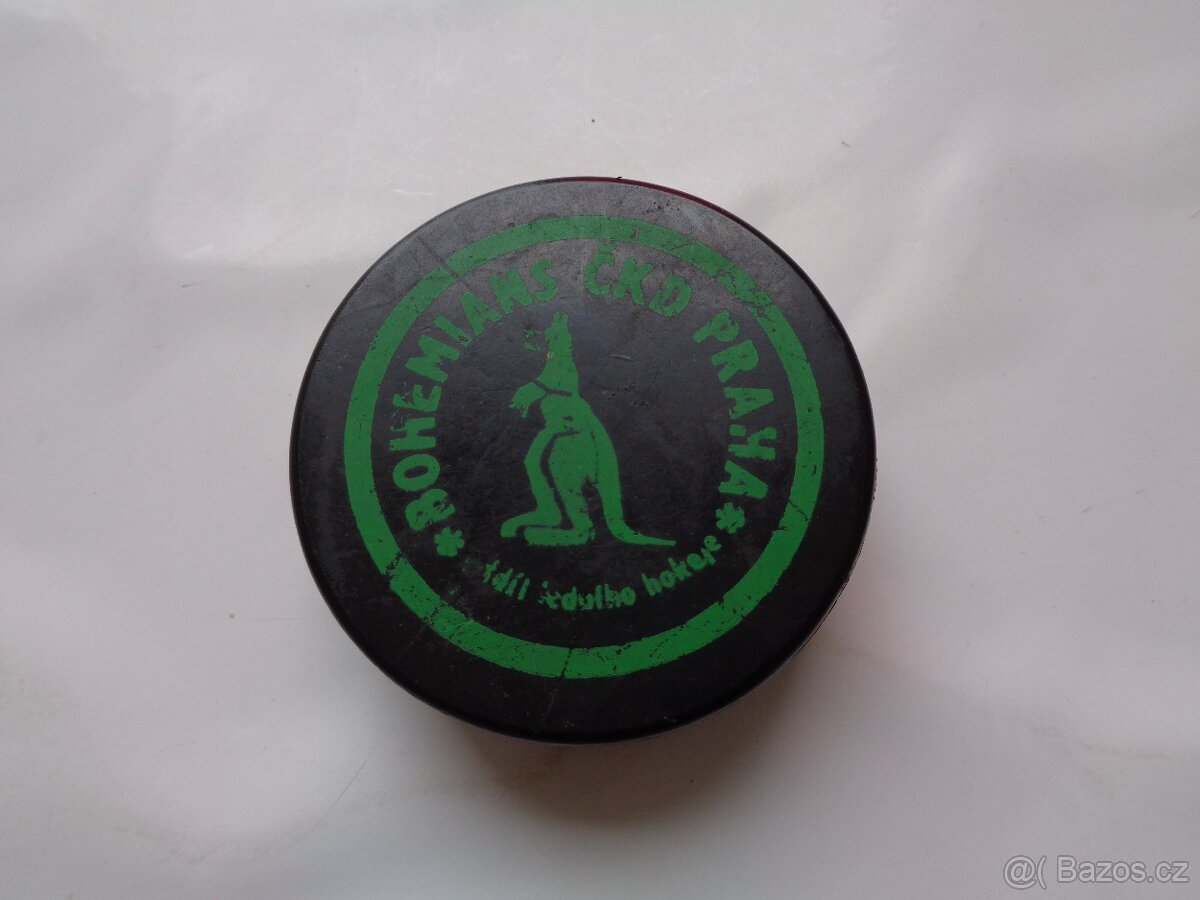 BOHEMIANS ČKD PRAHA
oddíl ledního hokeje
@( Bazos.cz